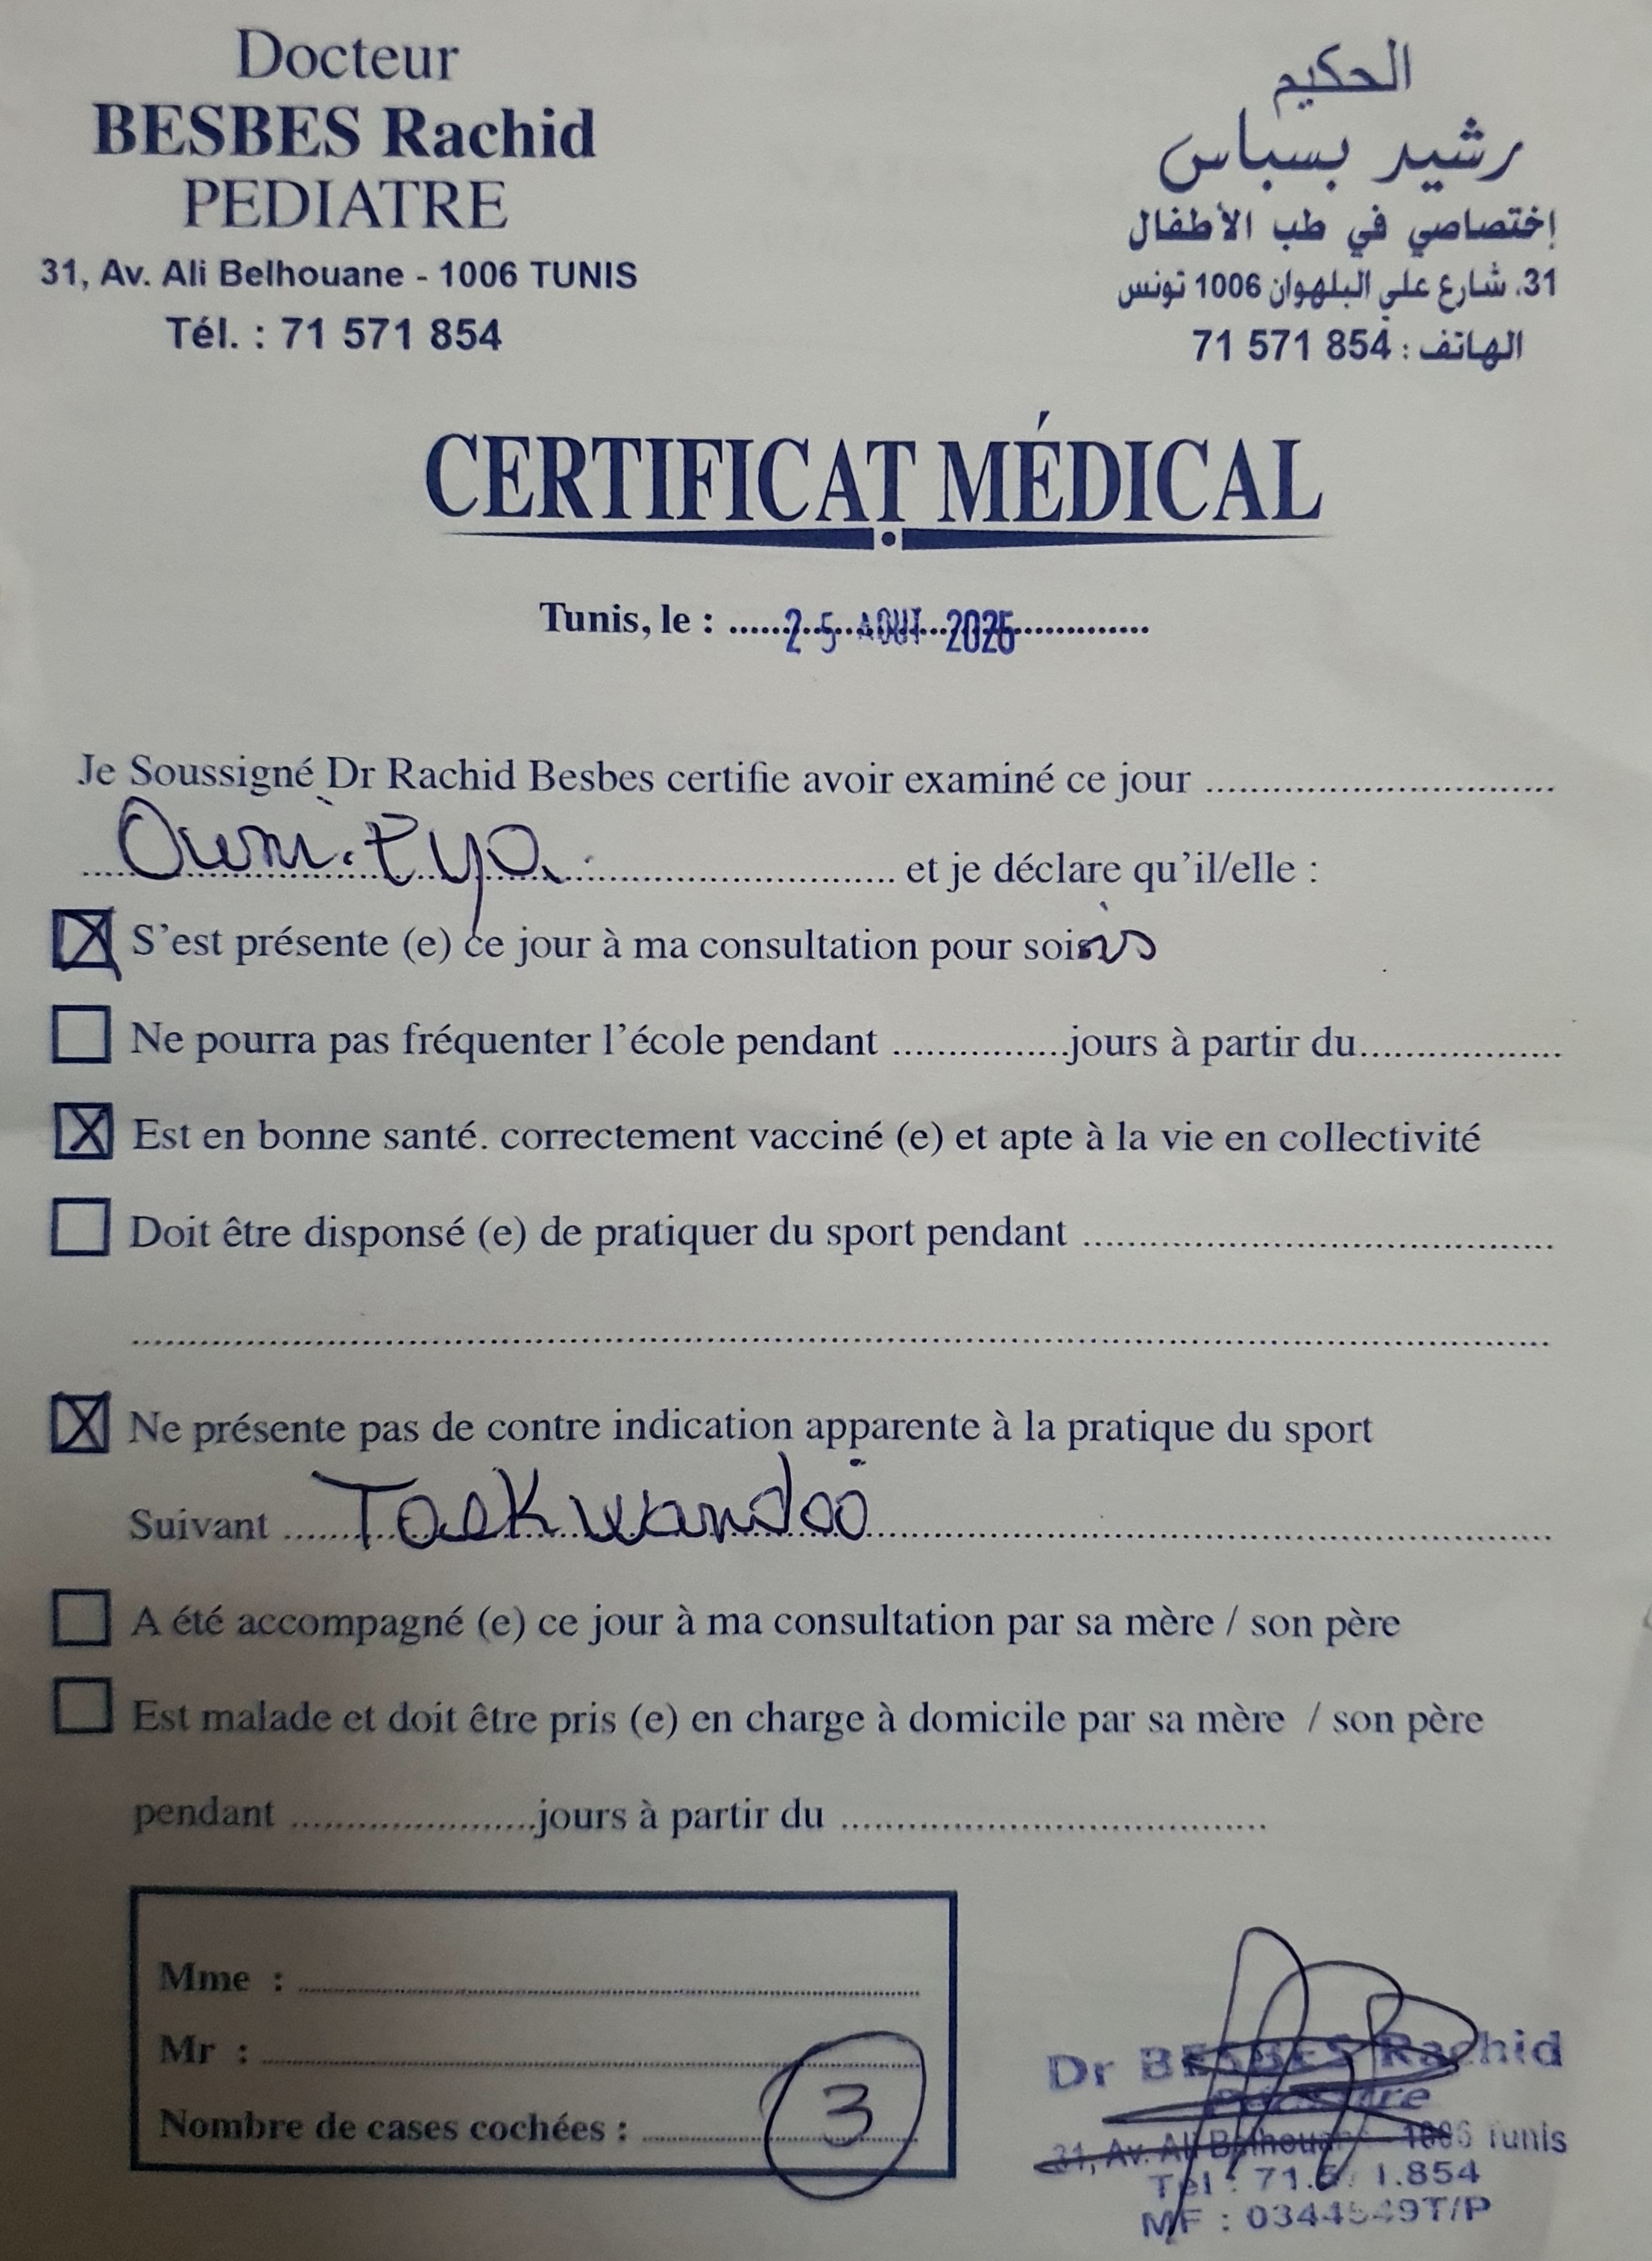 Docteur
BESBES Rachid
PEDIATRE
31, Av. Ali Belhouane - 1006 TUNIS
Tél. : 71 571 854
الحكيم
رشيد بسباس
إختصاصي في طب الأطفال
31. شارع علي البلهوان 1006 تونس
الهاتف : 854 571 71
CERTIFICAT MÉDICAL
Tunis, le : ......25 AOUT 2025...............
Je Soussigné Dr Rachid Besbes certifie avoir examiné ce jour ...............................
Eya ............................... et je déclare qu'il/elle :
S'est présente (e) ce jour à ma consultation pour soins
Ne pourra pas fréquenter l'école pendant ................jours à partir du...................
Est en bonne santé. correctement vacciné (e) et apte à la vie en collectivité
Doit être disponsé (e) de pratiquer du sport pendant ..........................................
Ne présente pas de contre indication apparente à la pratique du sport
Suivant ......Taekwandoo......
A été accompagné (e) ce jour à ma consultation par sa mère / son père
Est malade et doit être pris (e) en charge à domicile par sa mère / son père
pendant ......................jours à partir du ......................................
Mme : ......................................
Mr : ......................................
Nombre de cases cochées : 3
Dr BESBES Rachid
Pédiatre
31, Av. Ali Belhouane 1006 Tunis
Tel : 71.571.854
MF :